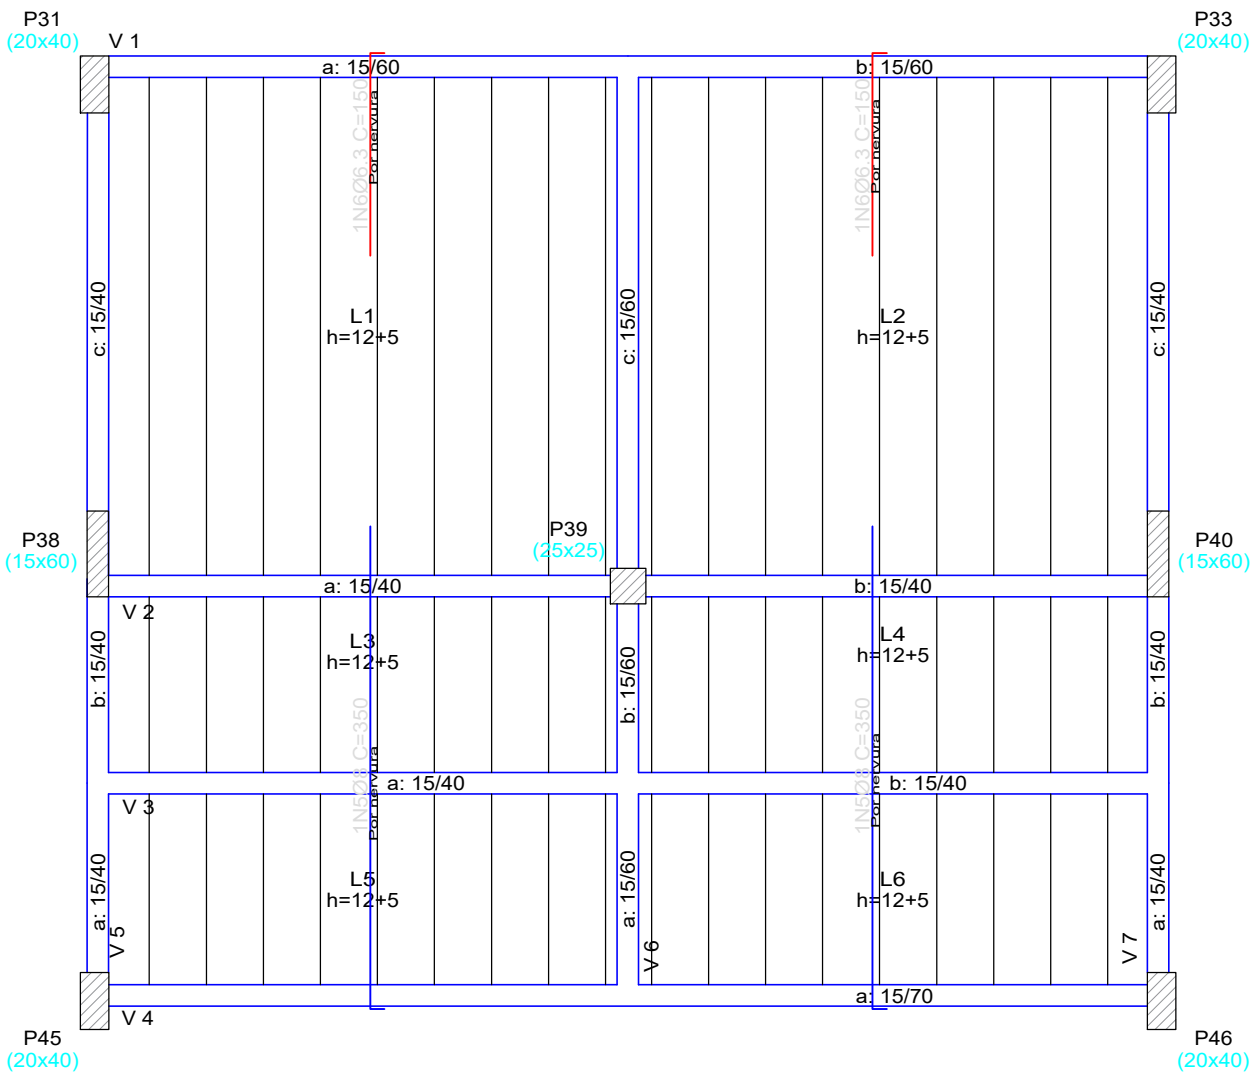 P31
(20x40)
V 1
P33
(20x40)
a: 15/60
b: 15/60
1N6Ø6.3 C=150
Por nervura
1N6Ø6.3 C=150
Por nervura
c: 15/40
L1
h=12+5
c: 15/60
L2
h=12+5
c: 15/40
P38
(15x60)
P39
(25x25)
P40
(15x60)
a: 15/40
b: 15/40
V 2
b: 15/40
L3
h=12+5
b: 15/60
L4
h=12+5
b: 15/40
1N5Ø8 C=350
Por nervura
1N5Ø8 C=350
Por nervura
a: 15/40
b: 15/40
V 3
a: 15/40
L5
h=12+5
a: 15/60
L6
h=12+5
a: 15/40
V 5
V 6
V 7
a: 15/70
V 4
P45
(20x40)
P46
(20x40)